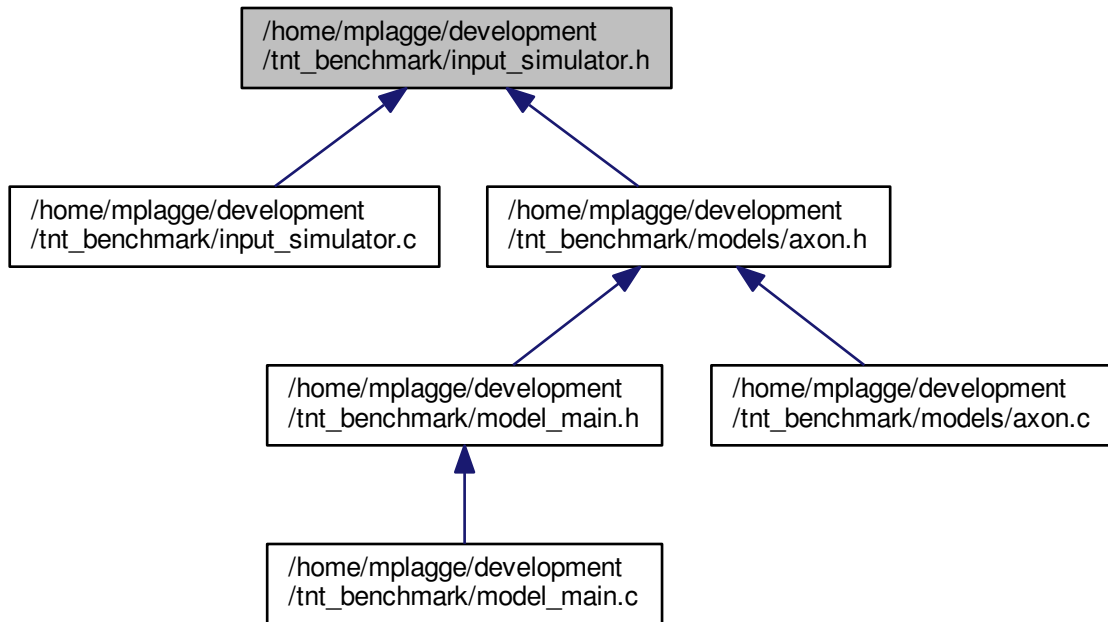 /home/mplagge/development
/tnt_benchmark/input_simulator.h
/home/mplagge/development
/tnt_benchmark/input_simulator.c
/home/mplagge/development
/tnt_benchmark/models/axon.h
/home/mplagge/development
/tnt_benchmark/model_main.h
/home/mplagge/development
/tnt_benchmark/models/axon.c
/home/mplagge/development
/tnt_benchmark/model_main.c